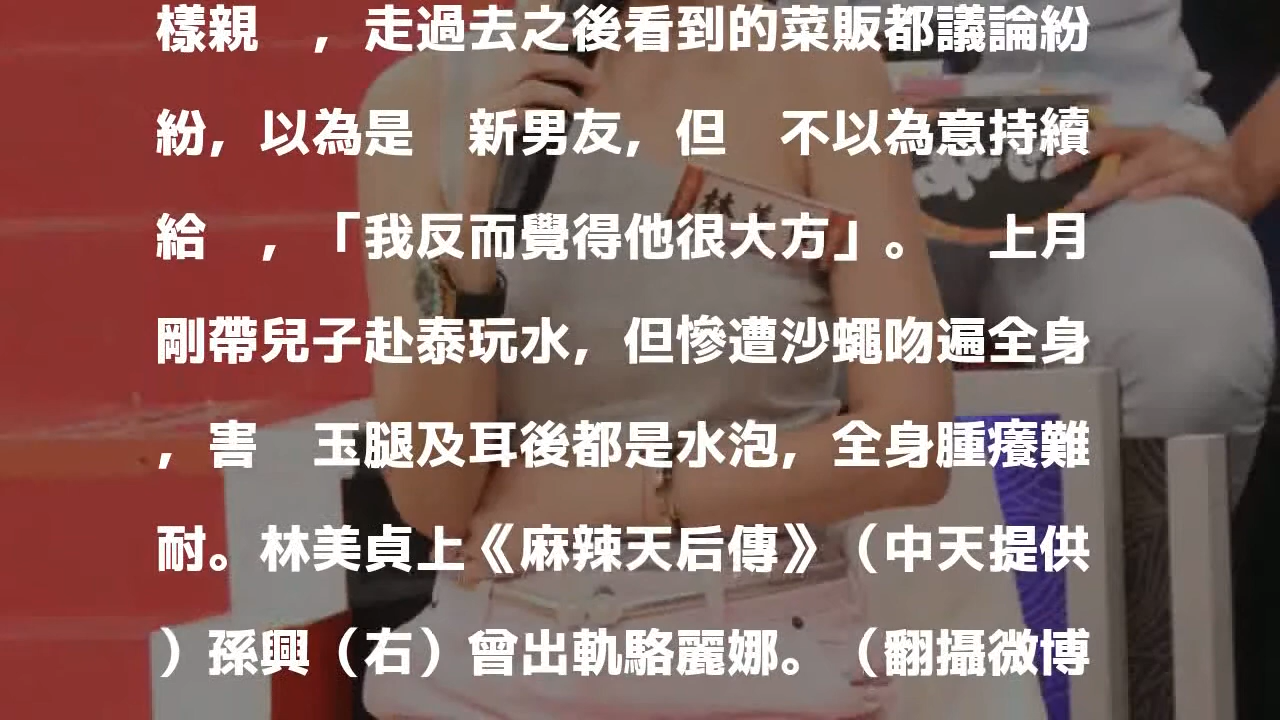 樣親　，走過去之後看到的菜販都議論紛
紛，以為是　新男友，但　不以為意持續
給　，「我反而覺得他很大方」。　上月
剛帶兒子赴泰玩水，但慘遭沙蠅吻遍全身
，害　玉腿及耳後都是水泡，全身腫癢難
耐。林美貞上《麻辣天后傳》（中天提供
）孫興（右）曾出軌駱麗娜。（翻攝微博
林美